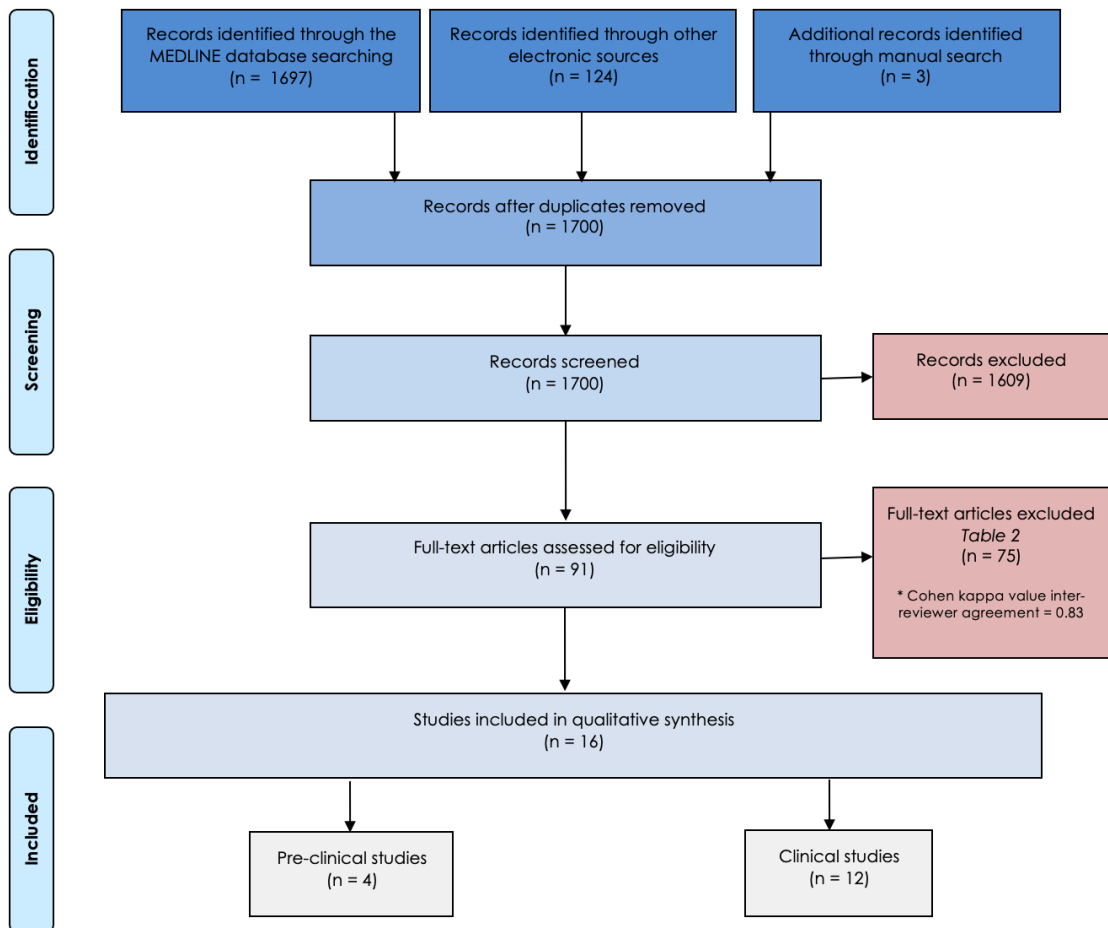 Identification
Records identified through the
MEDLINE database searching
(n = 1697)
Records identified through other
electronic sources
(n = 124)
Additional records identified
through manual search
(n = 3)
Records after duplicates removed
(n = 1700)
Screening
Records screened
(n = 1700)
Records excluded
(n = 1609)
Eligibility
Full-text articles assessed for eligibility
(n = 91)
Full-text articles excluded
Table 2
(n = 75)
* Cohen kappa value inter-
reviewer agreement = 0.83
Included
Studies included in qualitative synthesis
(n = 16)
Pre-clinical studies
(n = 4)
Clinical studies
(n = 12)